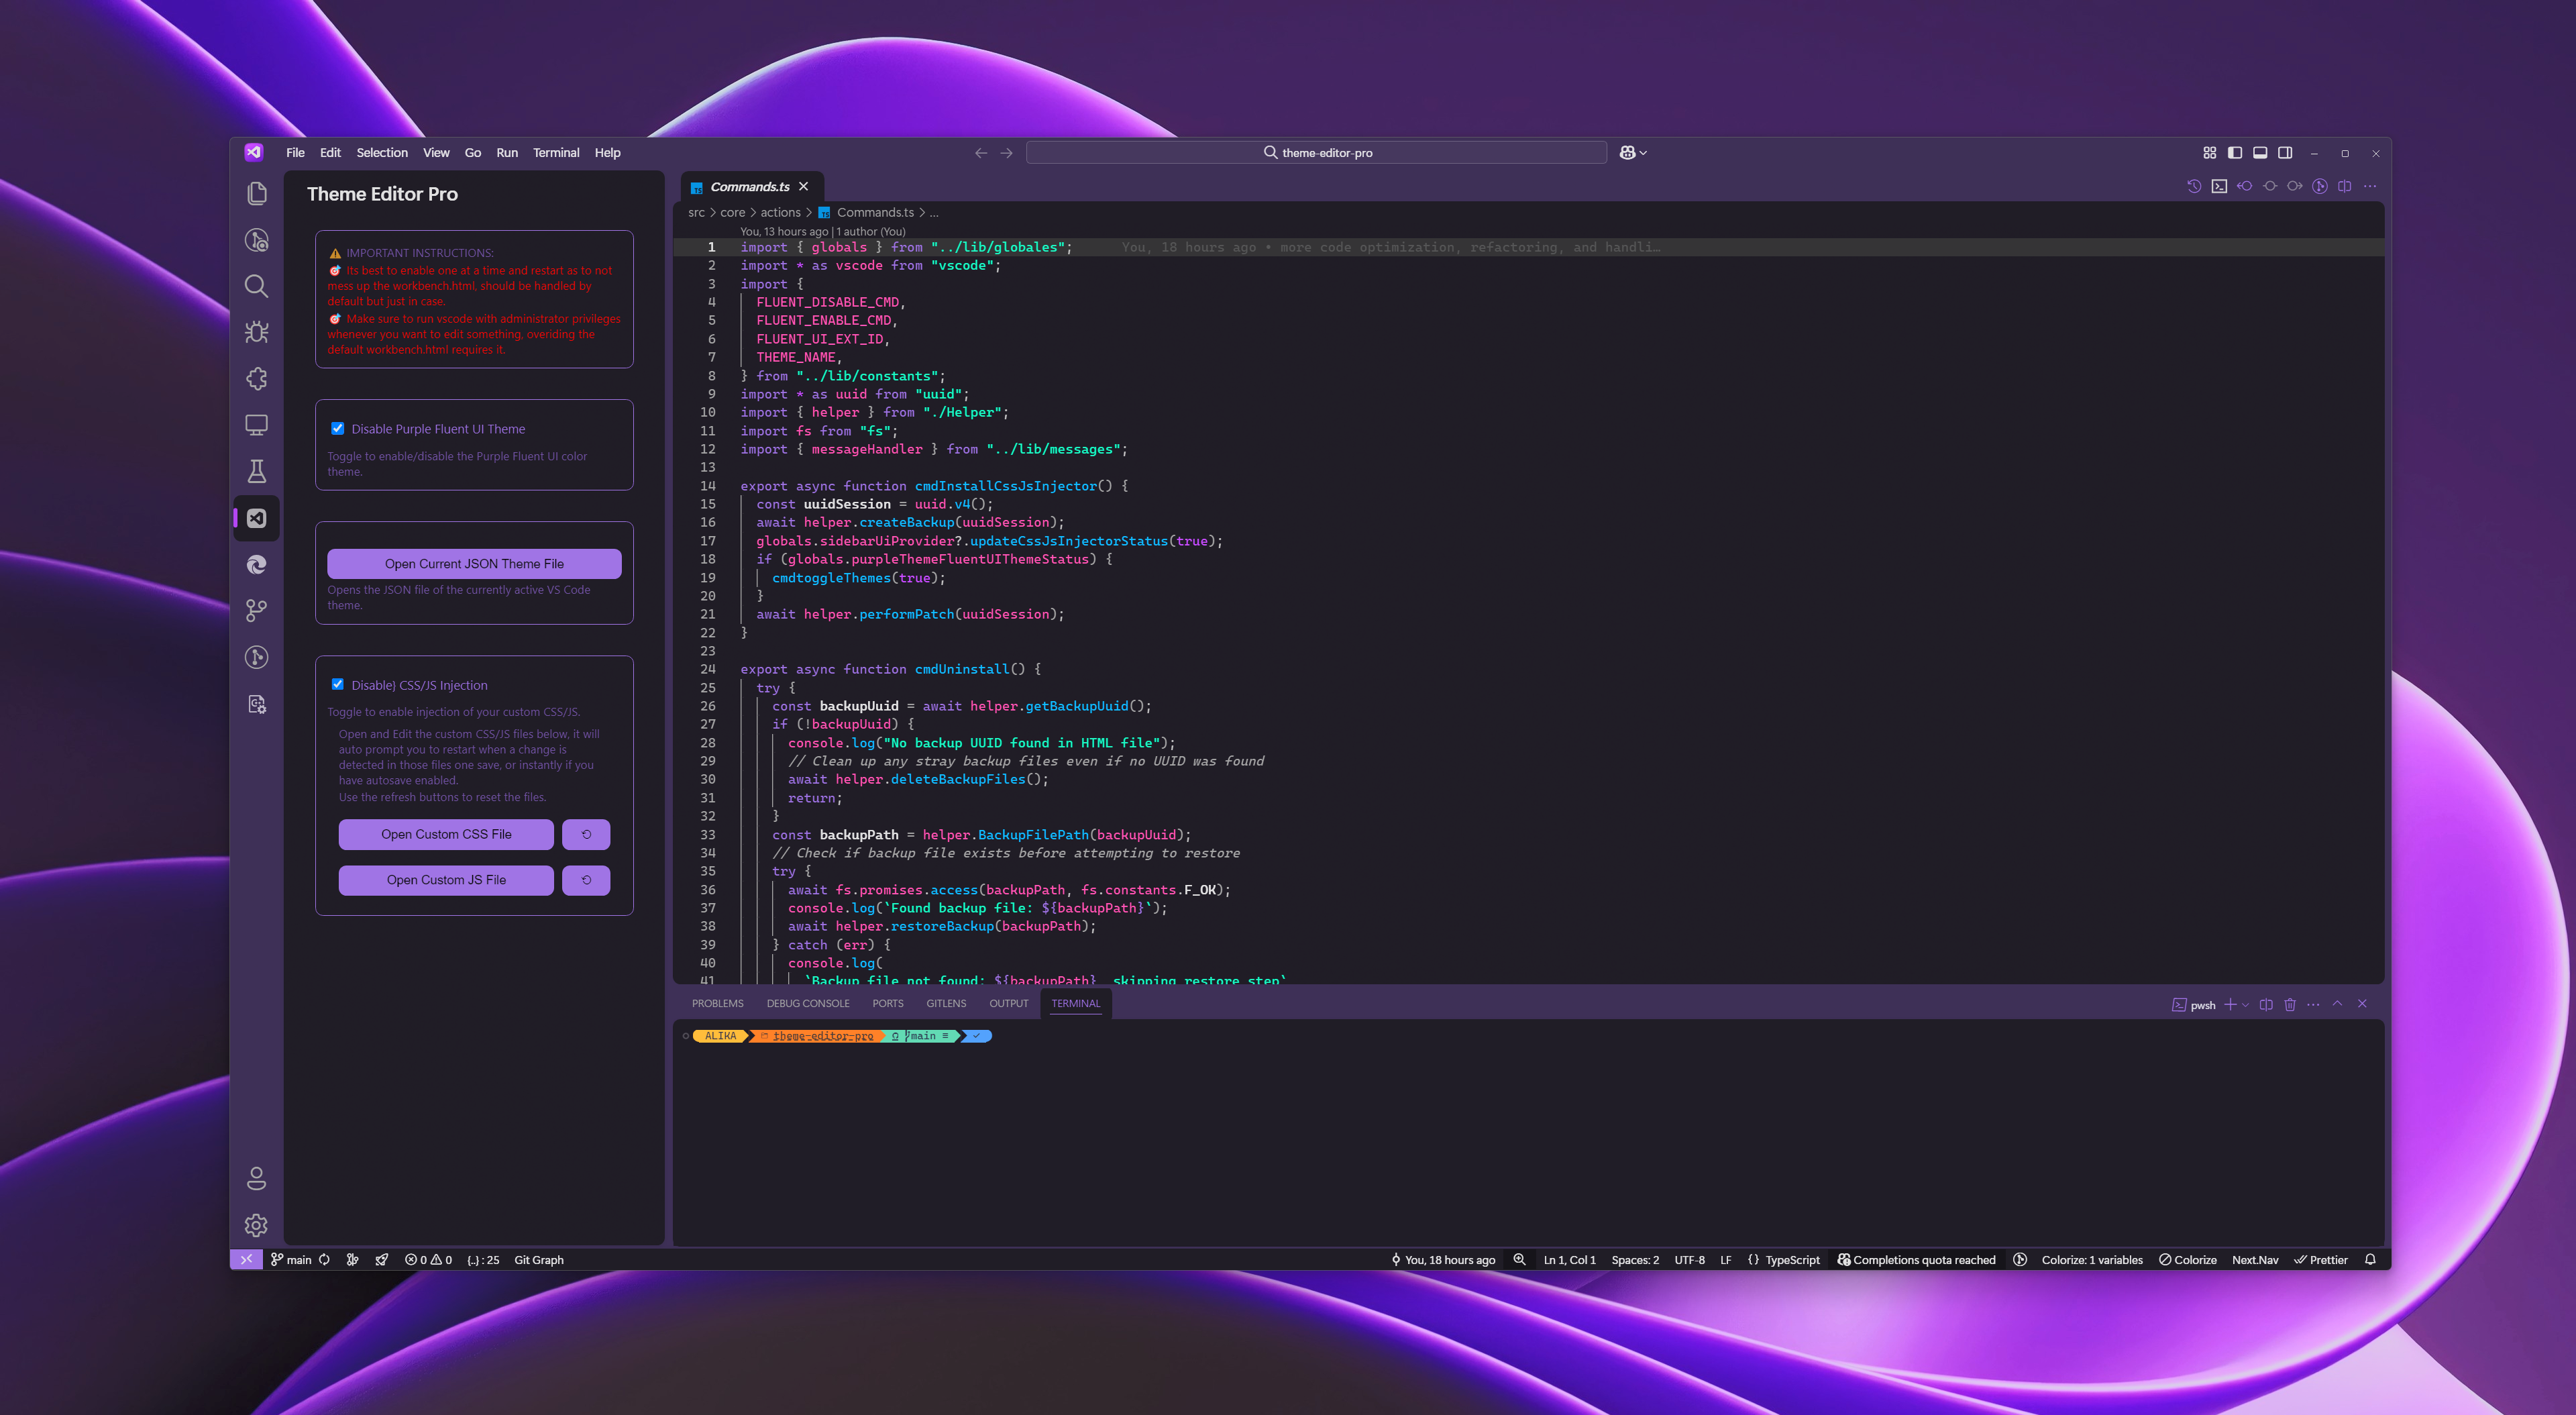 File Edit Selection View Go Run Terminal Help
theme-editor-pro
Theme Editor Pro
⚠ IMPORTANT INSTRUCTIONS:
🎯 Its best to enable one at a time and restart as to not
mess up the workbench.html, should be handled by
default but just in case.
🎯 Make sure to run vscode with administrator privileges
whenever you want to edit something, overiding the
default workbench.html requires it.
Disable Purple Fluent UI Theme
Toggle to enable/disable the Purple Fluent UI color
theme.
Open Current JSON Theme File
Opens the JSON file of the currently active VS Code
theme.
Disable} CSS/JS Injection
Toggle to enable injection of your custom CSS/JS.
Open and Edit the custom CSS/JS files below, it will
auto prompt you to restart when a change is
detected in those files one save, or instantly if you
have autosave enabled.
Use the refresh buttons to reset the files.
Open Custom CSS File
Open Custom JS File
TS Commands.ts
src > core > actions > TS Commands.ts > ...
You, 13 hours ago | 1 author (You)
1 import { globals } from "../lib/globales"; You, 18 hours ago • more code optimization, refactoring, and handli…
2 import * as vscode from "vscode";
3 import {
4 FLUENT_DISABLE_CMD,
5 FLUENT_ENABLE_CMD,
6 FLUENT_UI_EXT_ID,
7 THEME_NAME,
8 } from "../lib/constants";
9 import * as uuid from "uuid";
10 import { helper } from "./Helper";
11 import fs from "fs";
12 import { messageHandler } from "../lib/messages";
13
14 export async function cmdInstallCssJsInjector() {
15 const uuidSession = uuid.v4();
16 await helper.createBackup(uuidSession);
17 globals.sidebarUiProvider?.updateCssJsInjectorStatus(true);
18 if (globals.purpleThemeFluentUIThemeStatus) {
19 cmdtoggleThemes(true);
20 }
21 await helper.performPatch(uuidSession);
22 }
23
24 export async function cmdUninstall() {
25 try {
26 const backupUuid = await helper.getBackupUuid();
27 if (!backupUuid) {
28 console.log("No backup UUID found in HTML file");
29 // Clean up any stray backup files even if no UUID was found
30 await helper.deleteBackupFiles();
31 return;
32 }
33 const backupPath = helper.BackupFilePath(backupUuid);
34 // Check if backup file exists before attempting to restore
35 try {
36 await fs.promises.access(backupPath, fs.constants.F_OK);
37 console.log(`Found backup file: ${backupPath}`);
38 await helper.restoreBackup(backupPath);
39 } catch (err) {
40 console.log(
41 `Backup file not found: ${backupPath}, skipping restore step`
PROBLEMS DEBUG CONSOLE PORTS GITLENS OUTPUT TERMINAL
pwsh
ALIKA theme-editor-pro main ≡ ✓
main 0 0 {..} : 25 Git Graph
You, 18 hours ago Ln 1, Col 1 Spaces: 2 UTF-8 LF {} TypeScript Completions quota reached Colorize: 1 variables Colorize Next.Nav Prettier